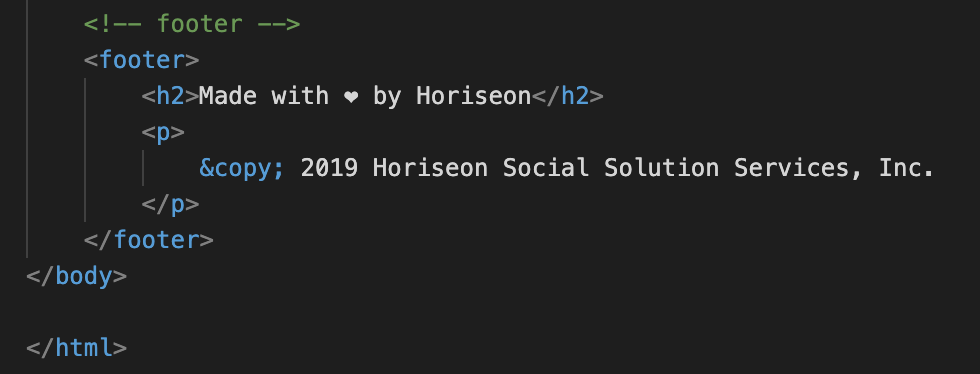 <!-- footer -->
<footer>
<h2>Made with ❤ by Horiseon</h2>
<p>
&copy; 2019 Horiseon Social Solution Services, Inc.
</p>
</footer>
</body>
</html>